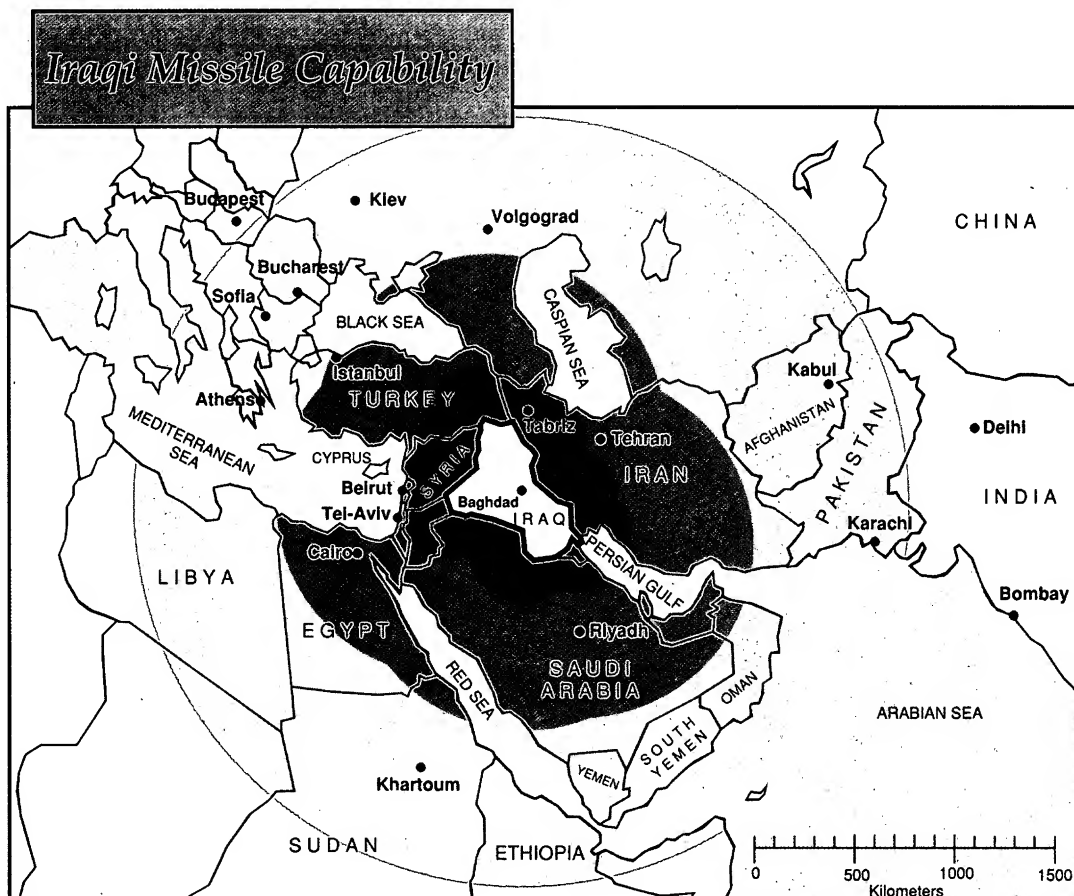 Iraqi Missile Capability
Budapest
Kiev
Volgograd
CHINA
Bucharest
Sofia
BLACK SEA
CASPIAN SEA
Istanbul
TURKEY
Athens
Tabriz
Tehran
Kabul
AFGHANISTAN
Delhi
MEDITERRANEAN
SEA
CYPRUS
SYRIA
IRAN
PAKISTAN
INDIA
Beirut
Baghdad
IRAQ
Tel-Aviv
Karachi
Cairo
PERSIAN GULF
LIBYA
Bombay
EGYPT
Riyadh
RED SEA
SAUDI
ARABIA
OMAN
ARABIAN SEA
SOUTH
YEMEN
YEMEN
Khartoum
SUDAN
ETHIOPIA
0 500 1000 1500
Kilometers